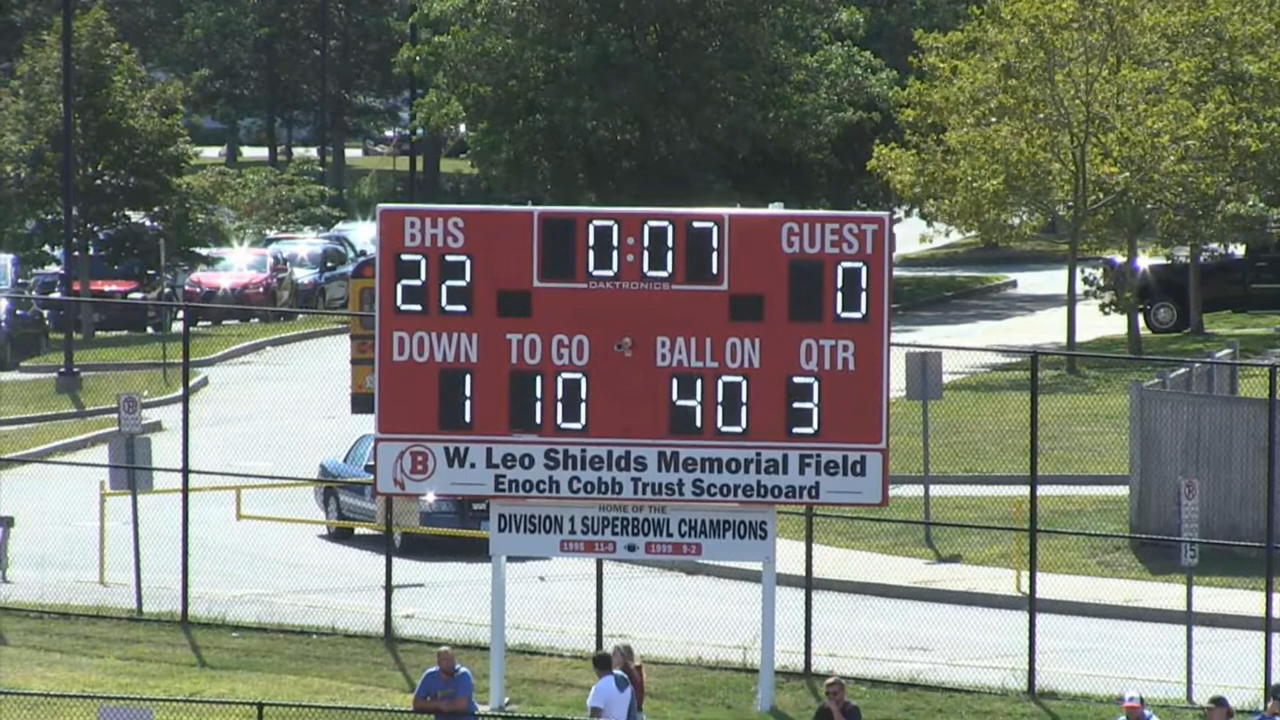 BHS 0:07 GUEST
22 0
DAKTRONICS
DOWN TO GO BALL ON QTR
1 10 40 3
B W. Leo Shields Memorial Field
Enoch Cobb Trust Scoreboard
HOME OF THE
DIVISION 1 SUPERBOWL CHAMPIONS
1995 11-0 1999 9-2
15